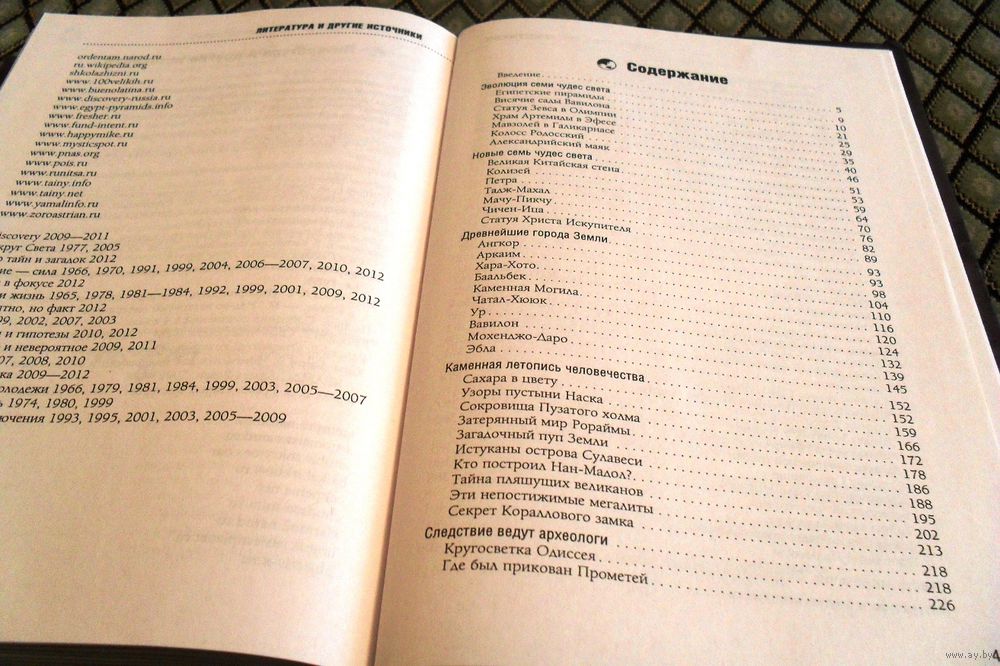 ЛИТЕРАТУРА И ДРУГИЕ ИСТОЧНИКИ
ordentam.narod.ru
ru.wikipedia.org
shkolazhizni.ru
www.100velikih.ru
www.buenolatina.ru
www.discovery-russia.ru
www.egypt-pyramids.info
www.fresher.ru
www.fund-intent.ru
www.happymike.ru
www.mysticspot.ru
www.pnas.org
www.pois.ru
www.runitsa.ru
www.tainy.info
www.tainy.net
www.yamalinfo.ru
www.zoroastrian.ru
iscovery 2009—2011
круг Света 1977, 2005
о тайн и загадок 2012
ие — сила 1966, 1970, 1991, 1999, 2004, 2006—2007, 2010, 2012
а в фокусе 2012
и жизнь 1965, 1978, 1981—1984, 1992, 1999, 2001, 2009, 2012
ятно, но факт 2012
99, 2002, 2007, 2003
и и гипотезы 2010, 2012
и невероятное 2009, 2011
07, 2008, 2010
ка 2009—2012
олодежи 1966, 1979, 1981, 1984, 1999, 2003, 2005—2007
ь 1974, 1980, 1999
лючения 1993, 1995, 2001, 2003, 2005—2009
Содержание
Введение 5
Эволюция семи чудес света 9
Египетские пирамиды 10
Висячие сады Вавилона 21
Статуя Зевса в Олимпии 25
Храм Артемиды в Эфесе 29
Мавзолей в Галикарнасе 35
Колосс Родосский 40
Александрийский маяк 46
Новые семь чудес света 51
Великая Китайская стена 53
Колизей 59
Петра 64
Тадж-Махал 70
Мачу-Пикчу 76
Чичен-Ица 82
Статуя Христа Искупителя 89
Древнейшие города Земли 93
Ангкор 93
Аркаим 98
Хара-Хото 104
Баальбек 110
Каменная Могила 116
Чатал-Хююк 120
Ур 124
Вавилон 132
Мохенджо-Даро 139
Эбла 145
Каменная летопись человечества 152
Сахара в цвету 152
Узоры пустыни Наска 159
Сокровища Пузатого холма 166
Затерянный мир Рораймы 172
Загадочный пуп Земли 178
Истуканы острова Сулавеси 186
Кто построил Нан-Мадол? 188
Тайна пляшущих великанов 195
Эти непостижимые мегалиты 202
Секрет Кораллового замка 213
Следствие ведут археологи 218
Кругосветка Одиссея 218
Где был прикован Прометей 226
www.ay.by